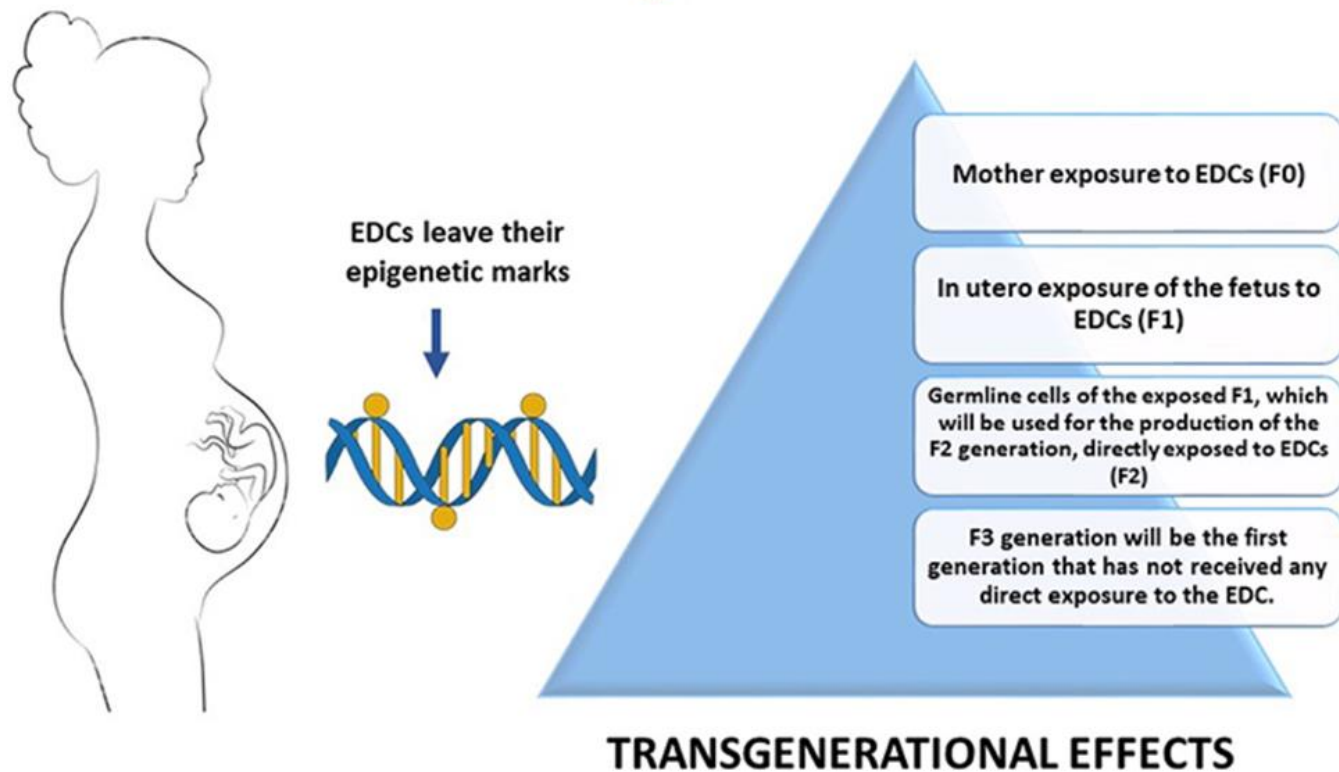 EDCs leave their
epigenetic marks
Mother exposure to EDCs (F0)
In utero exposure of the fetus to
EDCs (F1)
Germline cells of the exposed F1, which
will be used for the production of the
F2 generation, directly exposed to EDCs
(F2)
F3 generation will be the first
generation that has not received any
direct exposure to the EDC.
TRANSGENERATIONAL EFFECTS